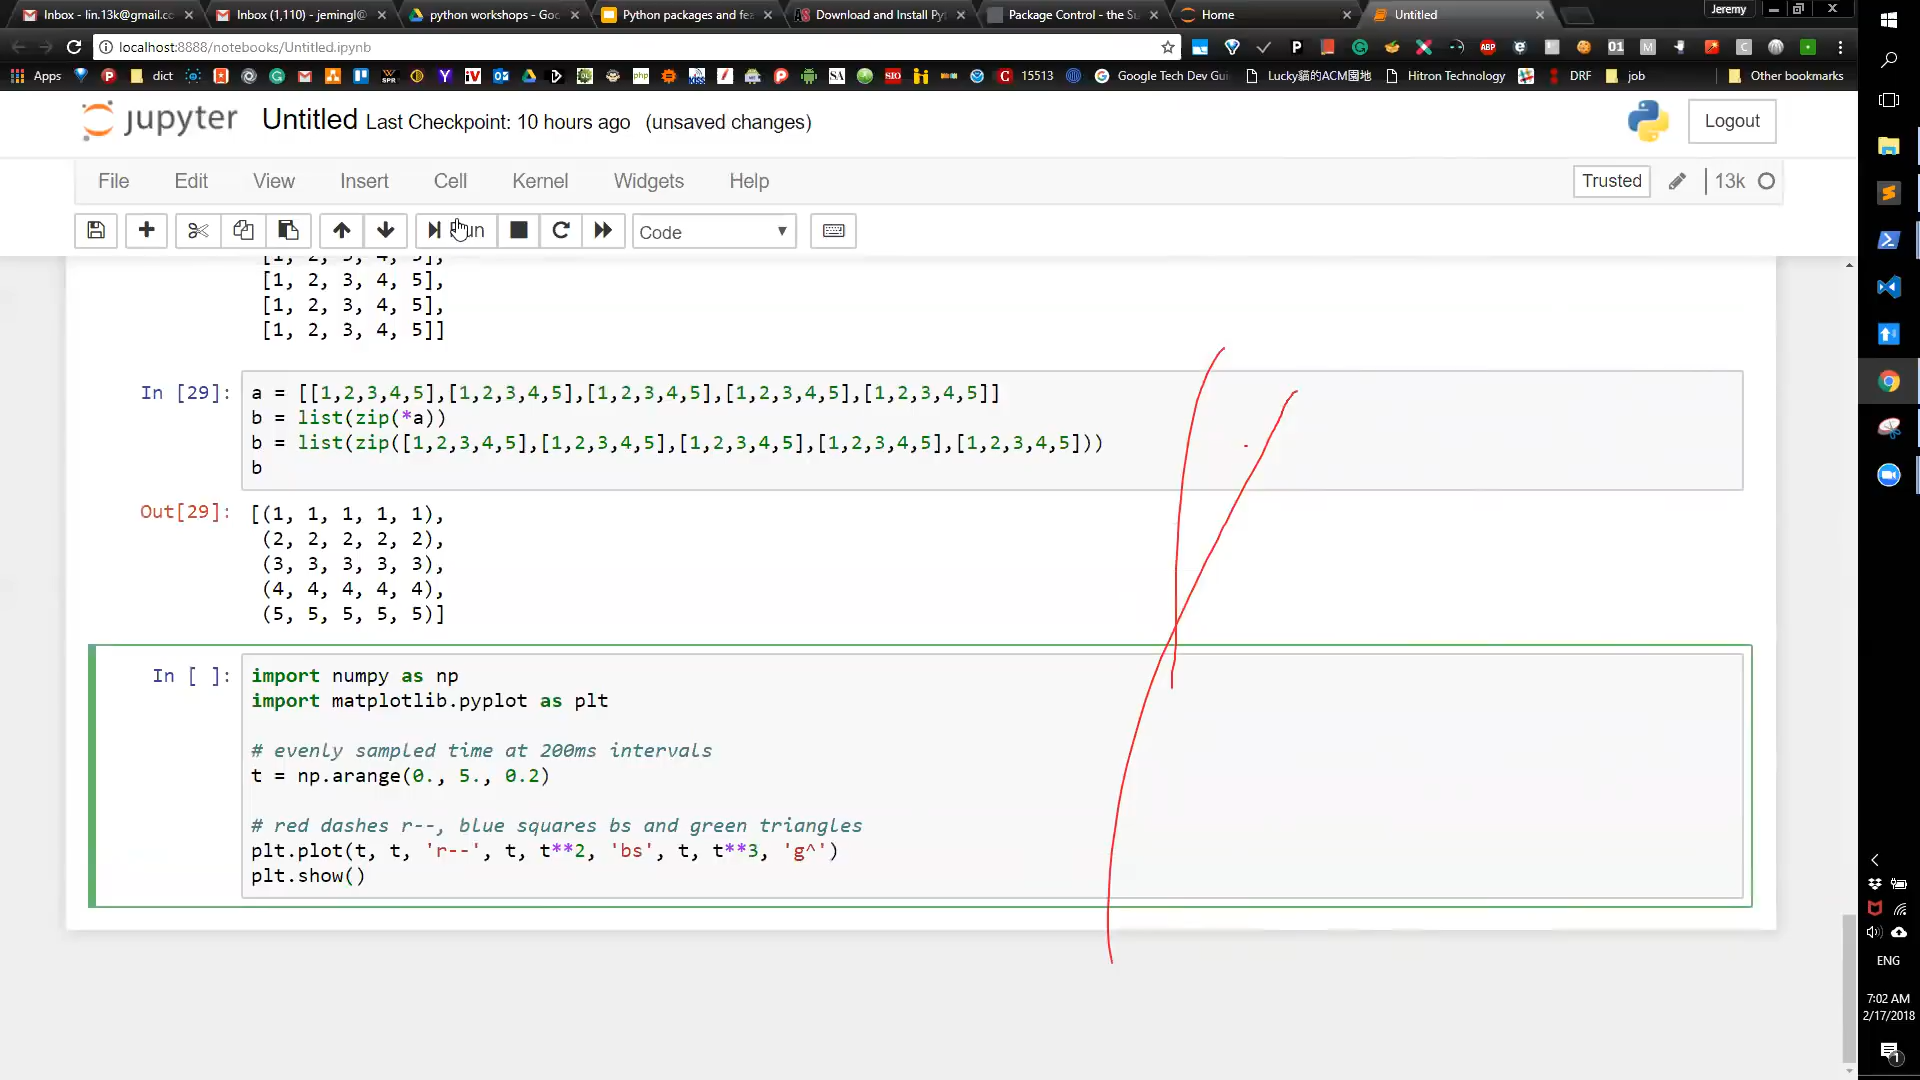 Inbox - lin.13k@gmail.co
Inbox (1,110) - jemingl@
python workshops - Goo
Python packages and fea
Download and Install Py
Package Control - the Su
Home
Untitled
Jeremy
localhost:8888/notebooks/Untitled.ipynb
Apps
dict
15513
Google Tech Dev Gui
Lucky貓的ACM園地
Hitron Technology
DRF
job
Other bookmarks
jupyter
Untitled Last Checkpoint: 10 hours ago (unsaved changes)
Logout
File Edit View Insert Cell Kernel Widgets Help
Trusted
13k
Code
[1, 2, 3, 4, 5],
[1, 2, 3, 4, 5],
[1, 2, 3, 4, 5],
[1, 2, 3, 4, 5]]
In [29]:
a = [[1,2,3,4,5],[1,2,3,4,5],[1,2,3,4,5],[1,2,3,4,5],[1,2,3,4,5]]
b = list(zip(*a))
b = list(zip([1,2,3,4,5],[1,2,3,4,5],[1,2,3,4,5],[1,2,3,4,5],[1,2,3,4,5]))
b
Out[29]:
[(1, 1, 1, 1, 1),
(2, 2, 2, 2, 2),
(3, 3, 3, 3, 3),
(4, 4, 4, 4, 4),
(5, 5, 5, 5, 5)]
In [ ]:
import numpy as np
import matplotlib.pyplot as plt
# evenly sampled time at 200ms intervals
t = np.arange(0., 5., 0.2)
# red dashes r--, blue squares bs and green triangles
plt.plot(t, t, 'r--', t, t**2, 'bs', t, t**3, 'g^')
plt.show()
ENG
7:02 AM
2/17/2018